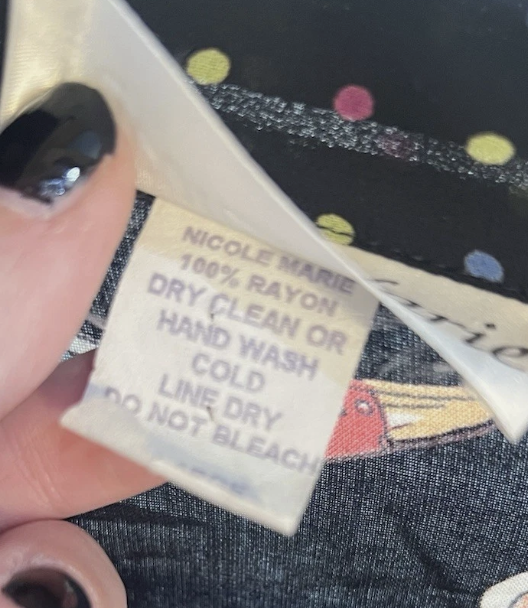 NICOLE MARIE
100% RAYON
DRY CLEAN OR
HAND WASH
COLD
LINE DRY
DO NOT BLEACH